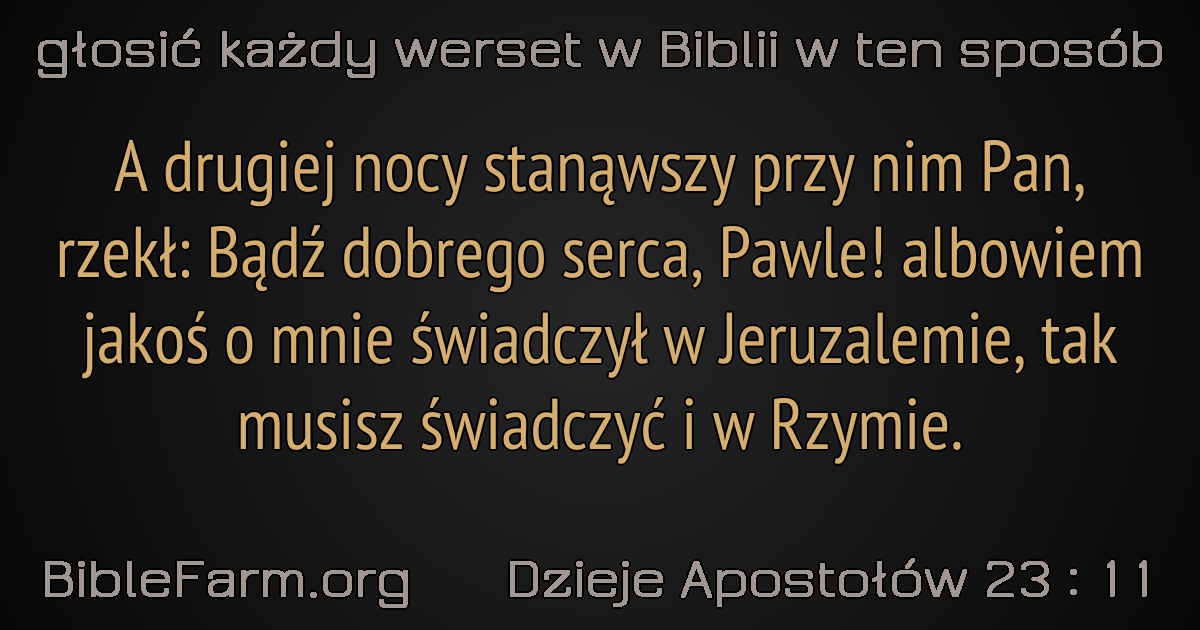 głosić każdy werset w Biblii w ten sposób
A drugiej nocy stanąwszy przy nim Pan,
rzekł: Bądź dobrego serca, Pawle! albowiem
jakoś o mnie świadczył w Jeruzalemie, tak
musisz świadczyć i w Rzymie.
BibleFarm.org
Dzieje Apostołów 23 : 11